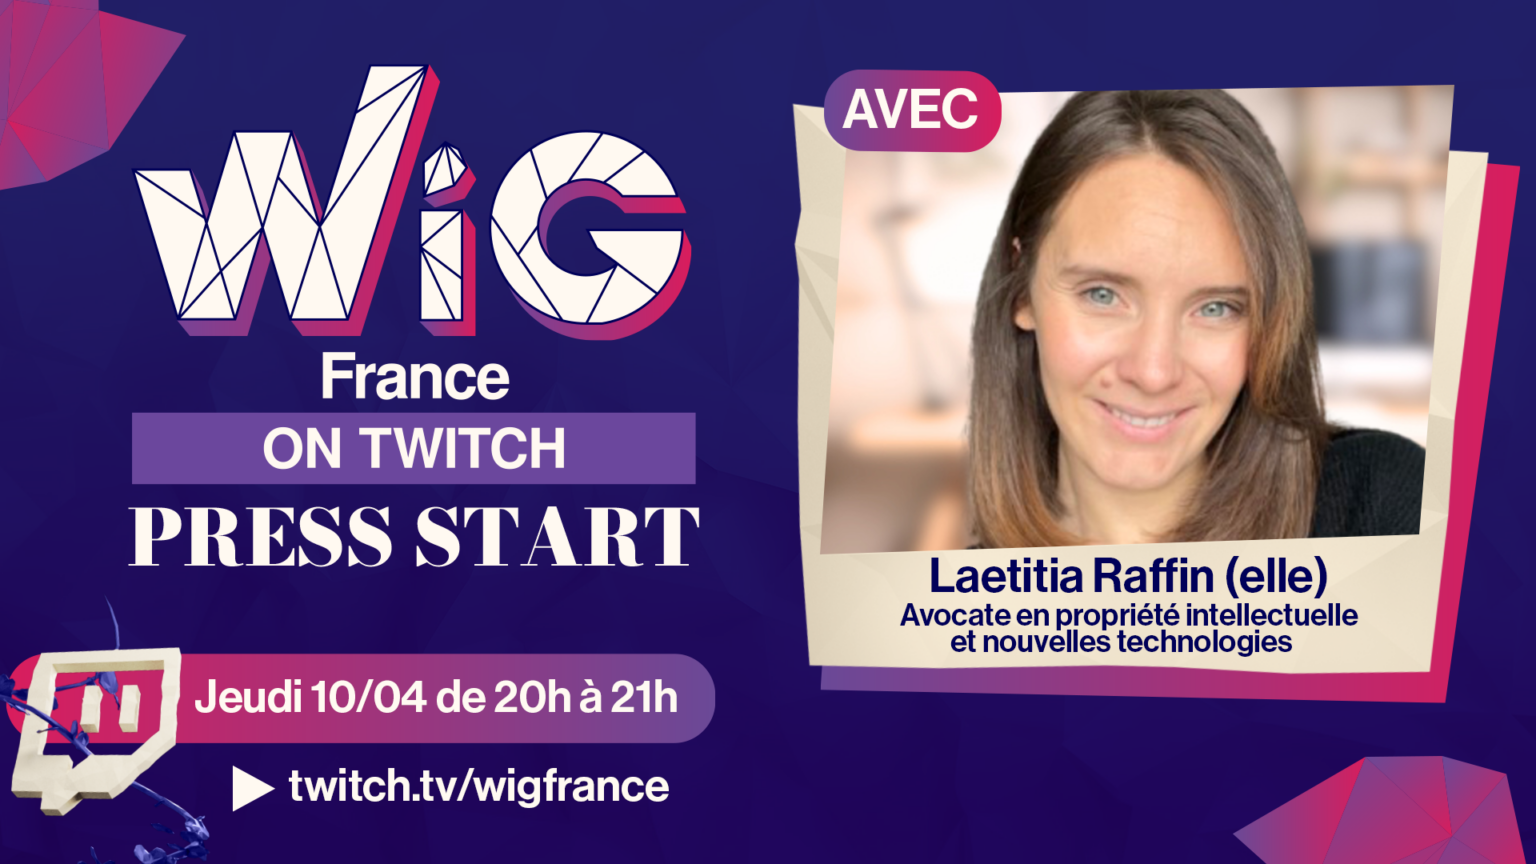 WiG
France
ON TWITCH
PRESS START
Jeudi 10/04 de 20h à 21h
twitch.tv/wigfrance
AVEC
Laetitia Raffin (elle)
Avocate en propriété intellectuelle
et nouvelles technologies